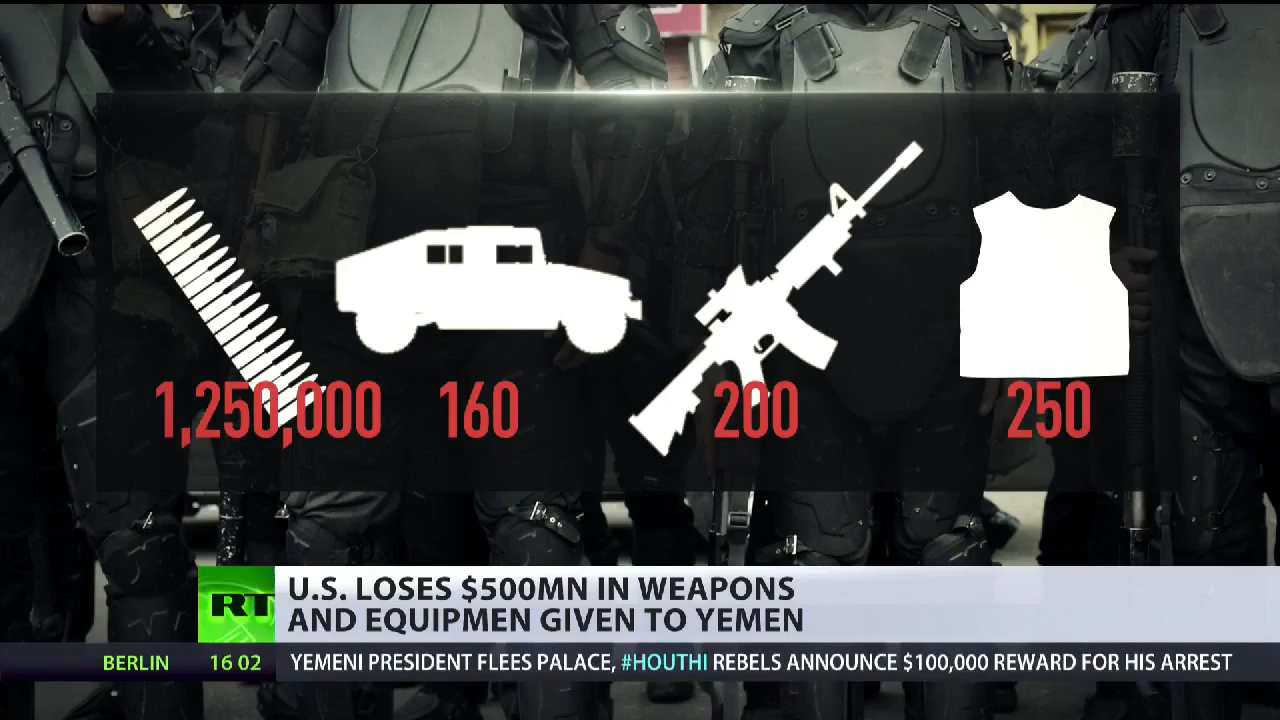 1,250,000 160 200 250
RT
U.S. LOSES $500MN IN WEAPONS
AND EQUIPMEN GIVEN TO YEMEN
BERLIN 16 02 YEMENI PRESIDENT FLEES PALACE, #HOUTHI REBELS ANNOUNCE $100,000 REWARD FOR HIS ARREST